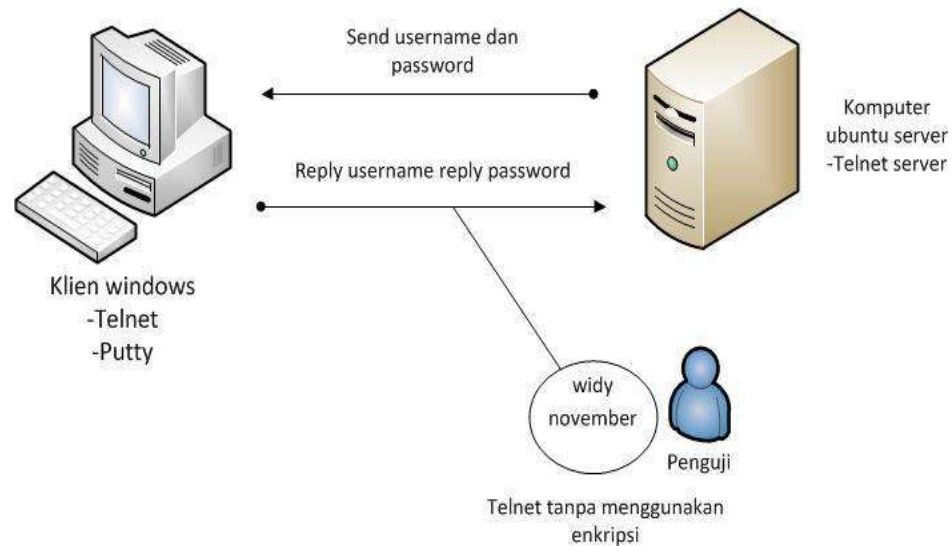 Send username dan
password
Komputer
ubuntu server
-Telnet server
Reply username reply password
Klien windows
-Telnet
-Putty
widy
november
Penguji
Telnet tanpa menggunakan
enkripsi